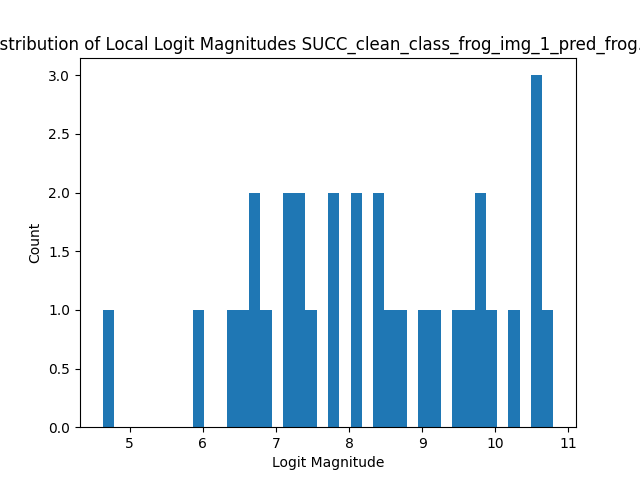 stribution of Local Logit Magnitudes SUCC_clean_class_frog_img_1_pred_frog.
3.0
2.5
2.0
1.5
1.0
0.5
0.0
Count
5 6 7 8 9 10 11
Logit Magnitude